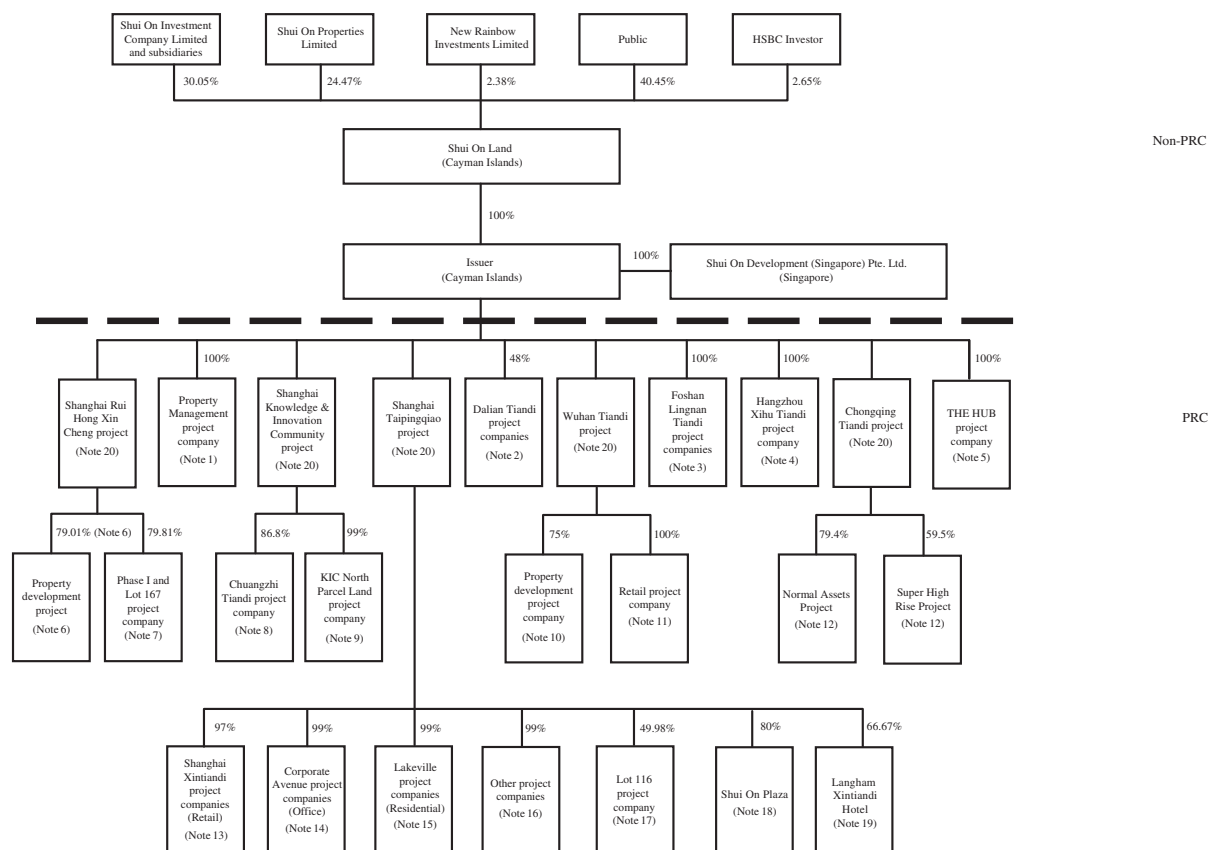 Shui On Investment
Company Limited
and subsidiaries
Shui On Properties
Limited
New Rainbow
Investments Limited
Public
HSBC Investor
30.05%
24.47%
2.38%
40.45%
2.65%
Shui On Land
(Cayman Islands)
Non-PRC
100%
Issuer
(Cayman Islands)
100%
Shui On Development (Singapore) Pte. Ltd.
(Singapore)
100%
48%
100%
100%
100%
Shanghai Rui
Hong Xin
Cheng project
(Note 20)
Property
Management
project
company
(Note 1)
Shanghai
Knowledge &
Innovation
Community
project
(Note 20)
Shanghai
Taipingqiao
project
(Note 20)
Dalian Tiandi
project
companies
(Note 2)
Wuhan Tiandi
project
(Note 20)
Foshan
Lingnan
Tiandi
project
companies
(Note 3)
Hangzhou
Xihu Tiandi
project
company
(Note 4)
Chongqing
Tiandi project
(Note 20)
THE HUB
project
company
(Note 5)
PRC
79.01% (Note 6)
79.81%
86.8%
99%
75%
100%
79.4%
59.5%
Property
development
project
(Note 6)
Phase I and
Lot 167
project
company
(Note 7)
Chuangzhi
Tiandi project
company
(Note 8)
KIC North
Parcel Land
project
company
(Note 9)
Property
development
project
company
(Note 10)
Retail project
company
(Note 11)
Normal Assets
Project
(Note 12)
Super High
Rise Project
(Note 12)
97%
99%
99%
99%
49.98%
80%
66.67%
Shanghai
Xintiandi
project
companies
(Retail)
(Note 13)
Corporate
Avenue project
companies
(Office)
(Note 14)
Lakeville
project
companies
(Residential)
(Note 15)
Other project
companies
(Note 16)
Lot 116
project
company
(Note 17)
Shui On Plaza
(Note 18)
Langham
Xintiandi
Hotel
(Note 19)